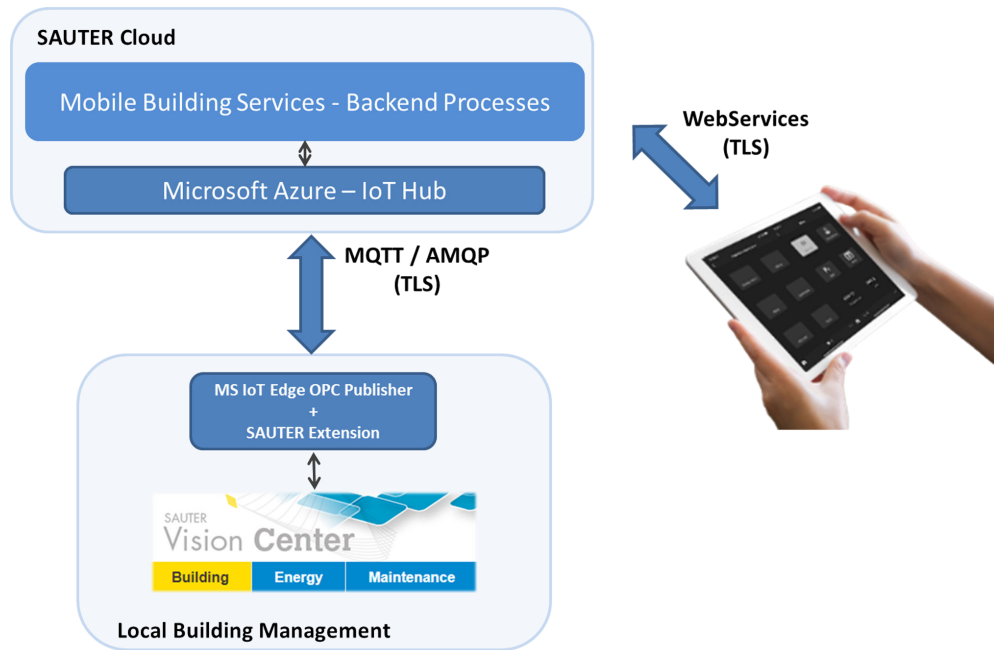 SAUTER Cloud
Mobile Building Services - Backend Processes
Microsoft Azure – IoT Hub
WebServices
(TLS)
MQTT / AMQP
(TLS)
MS IoT Edge OPC Publisher
+
SAUTER Extension
SAUTER
Vision Center
Building Energy Maintenance
Local Building Management